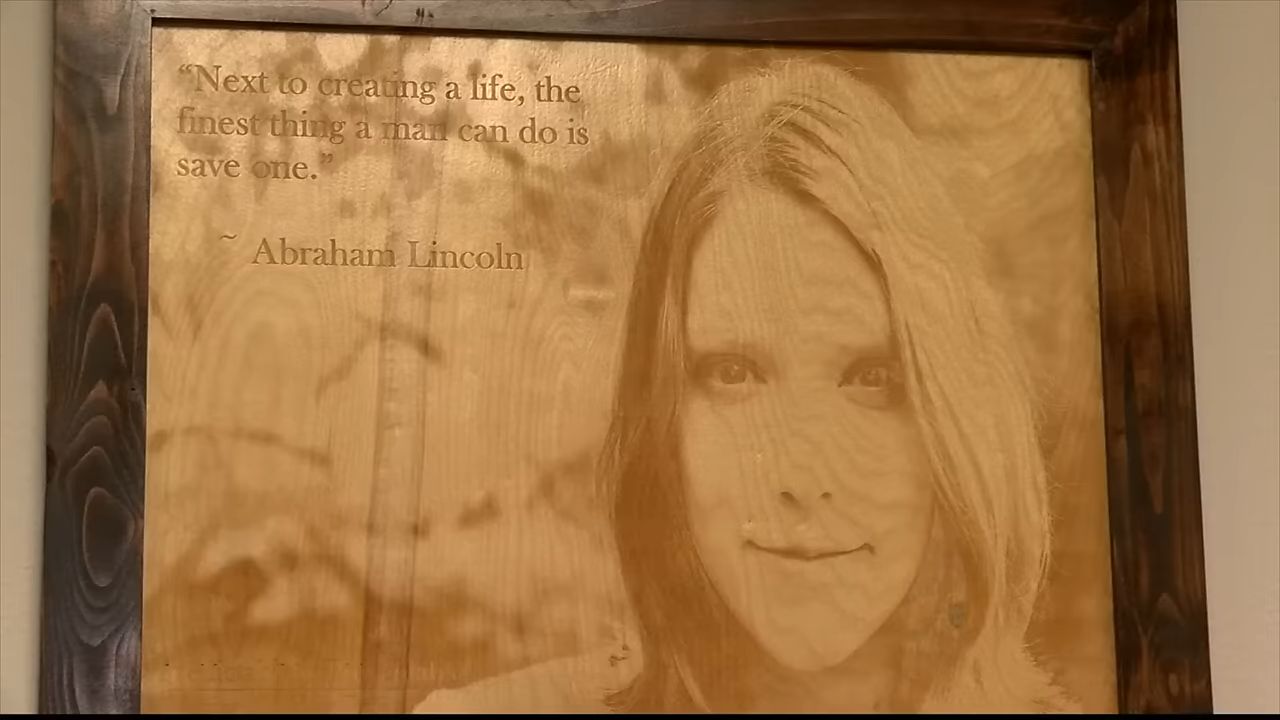 “Next to creating a life, the
finest thing a man can do is
save one.”
~ Abraham Lincoln